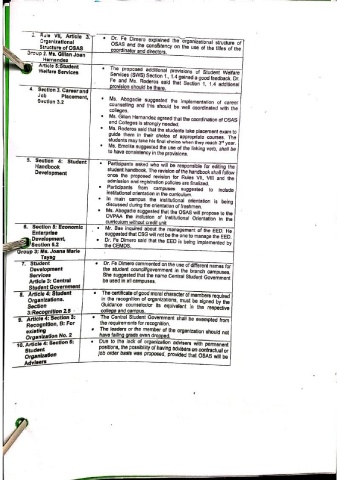 3. Rule VII, Article 3:
Organizational
Structure of OSAS
• Dr. Fe Dimero explained the organizational structure of
OSAS and the consistency on the use of the titles of the
coordinator and directors.
Group 2. Ms. Gillen Joan
Hernandes
Article 5:Student
Welfare Services
• The proposed additional provisions of Student Welfare
Services (SWS) Section 1., 1.4 gained a good feedback. Dr.
Fe and Ms. Roderos said that Section 1, 1.4 additional
provision should be there.
4. Section 3. Career and
Job Placement,
Section 3.2
• Ms. Abagadie suggested the implementation of career
counselling and this should be well coordinated with the
colleges.
• Ms. Gillen Hernandes agreed that the coordination of OSAS
and Colleges is strongly needed.
• Ms. Roderos said that the students take placement exam to
guide them in their choice of appropriate courses. The
students may take his final choice when they reach 3rd year.
• Ms. Emelita suggested the use of the linking verb, shall be
to have consistency in the provisions.
5. Section 4: Student
Handbook
Development
• Participants asked who will be responsible for editing the
student handbook. The revision of the handbook shall follow
once the proposed revision for Rules VII, VIII and the
admission and registration policies are finalized.
• Participants from campuses suggested to include
institutional orientation in the curriculum.
• In main campus the institutional orientation is being
discussed during the orientation of freshmen.
• Ms. Abagadie suggested that the OSAS will propose to the
OVPAA the inclusion of Institutional Orientation in the
curriculum without credit unit
6. Section 5: Economic
Enterprise
Development,
Section 5.2
• Mr. Bas inquired about the management of the EED. He
suggested that CSG will not be the one to manage the EED.
• Dr. Fe Dimero said that the EED is being implemented by
the CEMDS.
Group 3: Ms. Joana Marie
Tayag
7. Student
Development
Services
Article 3: Central
Student Government
• Dr. Fe Dimero commented on the use of different names for
the student council/government in the branch campuses.
She suggested that the name Central Student Government
be used in all campuses.
8. Article 4: Student
Organizations.
Section
3:Recognition 2.5
• The certificate of good moral character of members required
in the recognition of organizations, must be signed by the
Guidance counselor/or its equivalent in the respective
college and campus.
9. Article 4: Section 3:
Recognition, B: For
existing
Organization No. 2
• The Central Student Government shall be exempted from
the requirements for recognition.
• The leaders or the member of the organization should not
have failing grade even dropped.
10. Article 4: Section 5:
Student
Organization
Advisers
• Due to the lack of organization advisers with permanent
positions, the possibility of having advisers on contractual or
job order basis was proposed, provided that OSAS will be